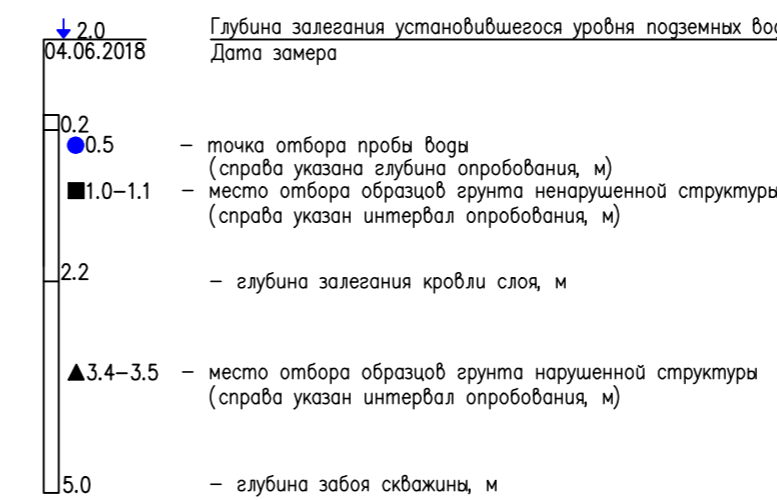 2.0 Глубина залегания установившегося уровня подземных вод
04.06.2018 Дата замера
0.2
0.5 – точка отбора пробы воды
(справа указана глубина опробования, м)
1.0–1.1 – место отбора образцов грунта ненарушенной структуры
(справа указан интервал опробования, м)
2.2 – глубина залегания кровли слоя, м
3.4–3.5 – место отбора образцов грунта нарушенной структуры
(справа указан интервал опробования, м)
5.0 – глубина забоя скважины, м